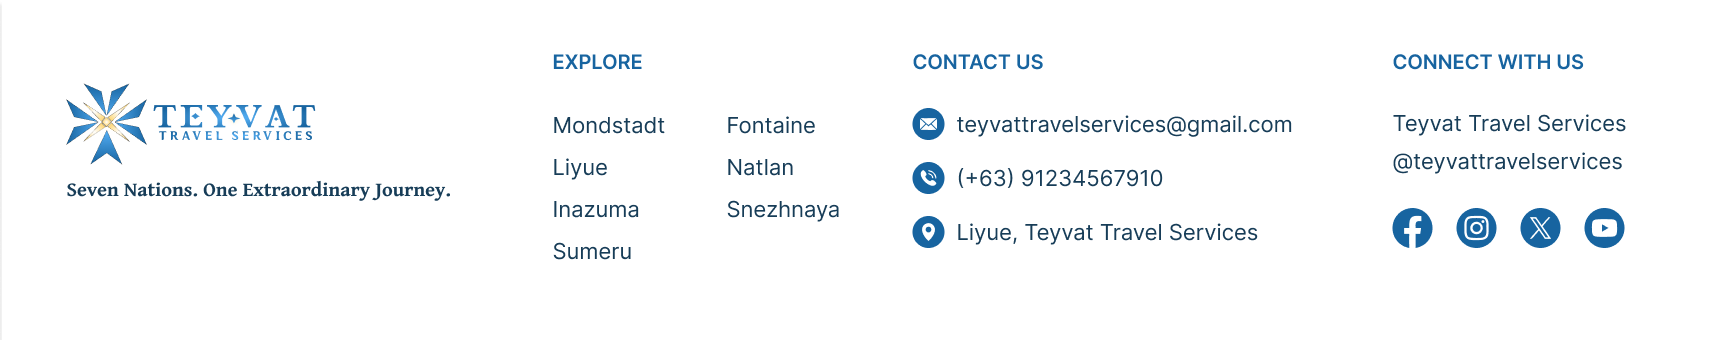 TEYVAT
TRAVEL SERVICES
Seven Nations. One Extraordinary Journey.
EXPLORE
Mondstadt
Liyue
Inazuma
Sumeru
Fontaine
Natlan
Snezhnaya
CONTACT US
teyvattravelservices@gmail.com
(+63) 91234567910
Liyue, Teyvat Travel Services
CONNECT WITH US
Teyvat Travel Services
@teyvattravelservices